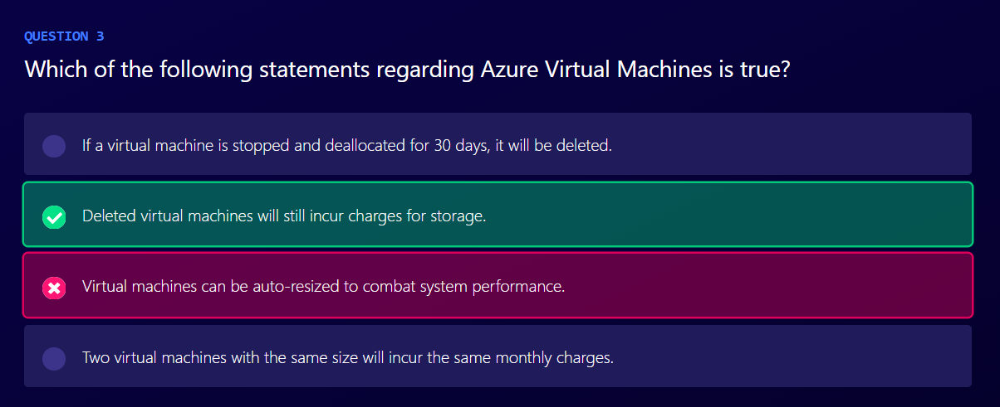 QUESTION 3
Which of the following statements regarding Azure Virtual Machines is true?
If a virtual machine is stopped and deallocated for 30 days, it will be deleted.
Deleted virtual machines will still incur charges for storage.
Virtual machines can be auto-resized to combat system performance.
Two virtual machines with the same size will incur the same monthly charges.